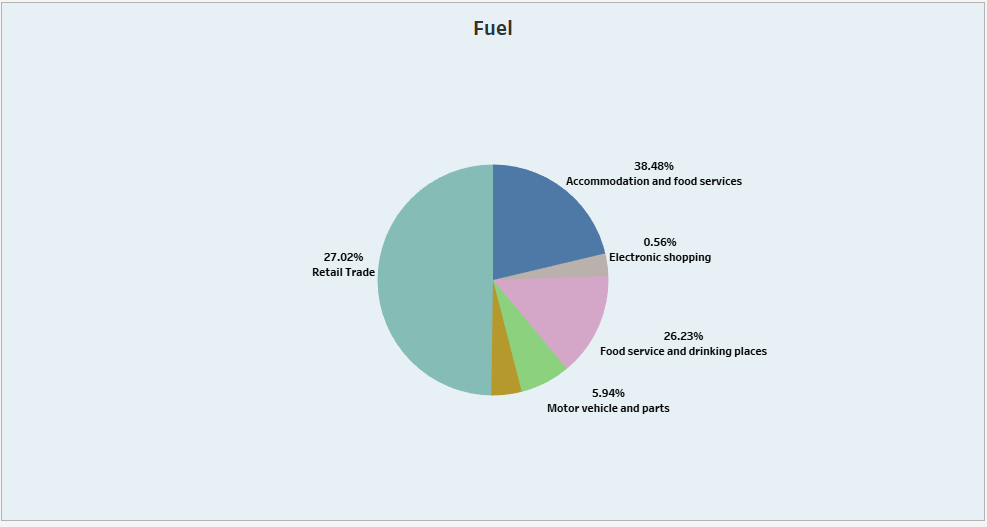 Fuel
38.48%
Accommodation and food services
0.56%
Electronic shopping
27.02%
Retail Trade
26.23%
Food service and drinking places
5.94%
Motor vehicle and parts